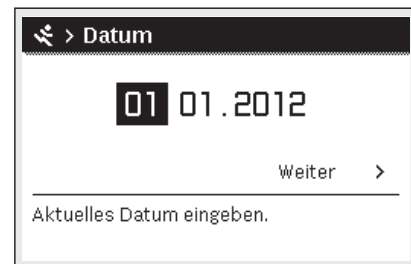 > Datum
01 01.2012
Weiter >
Aktuelles Datum eingeben.